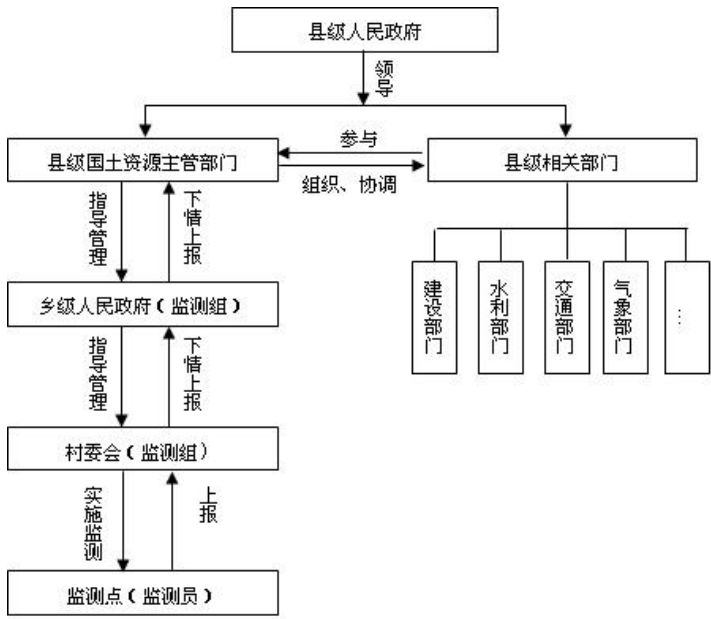 县级人民政府
领导
县级国土资源主管部门
参与
组织、协调
县级相关部门
指导管理
下情上报
建设部门
水利部门
交通部门
气象部门
…
乡级人民政府（监测组）
指导管理
下情上报
村委会（监测组）
实施监测
上报
监测点（监测员）